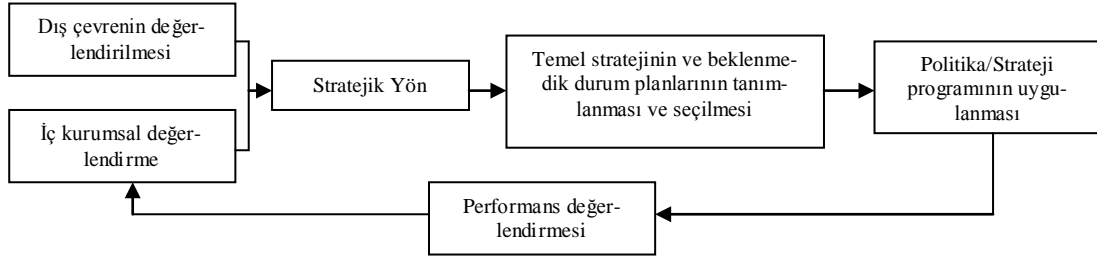 Dış çevrenin değer-
lendirilmesi
İç kurumsal değer-
lendirme
Stratejik Yön
Temel stratejinin ve beklenme-
dik durum planlarının tanım-
lanması ve seçilmesi
Politika/Strateji
programının uygu-
lanması
Performans değer-
lendirmesi